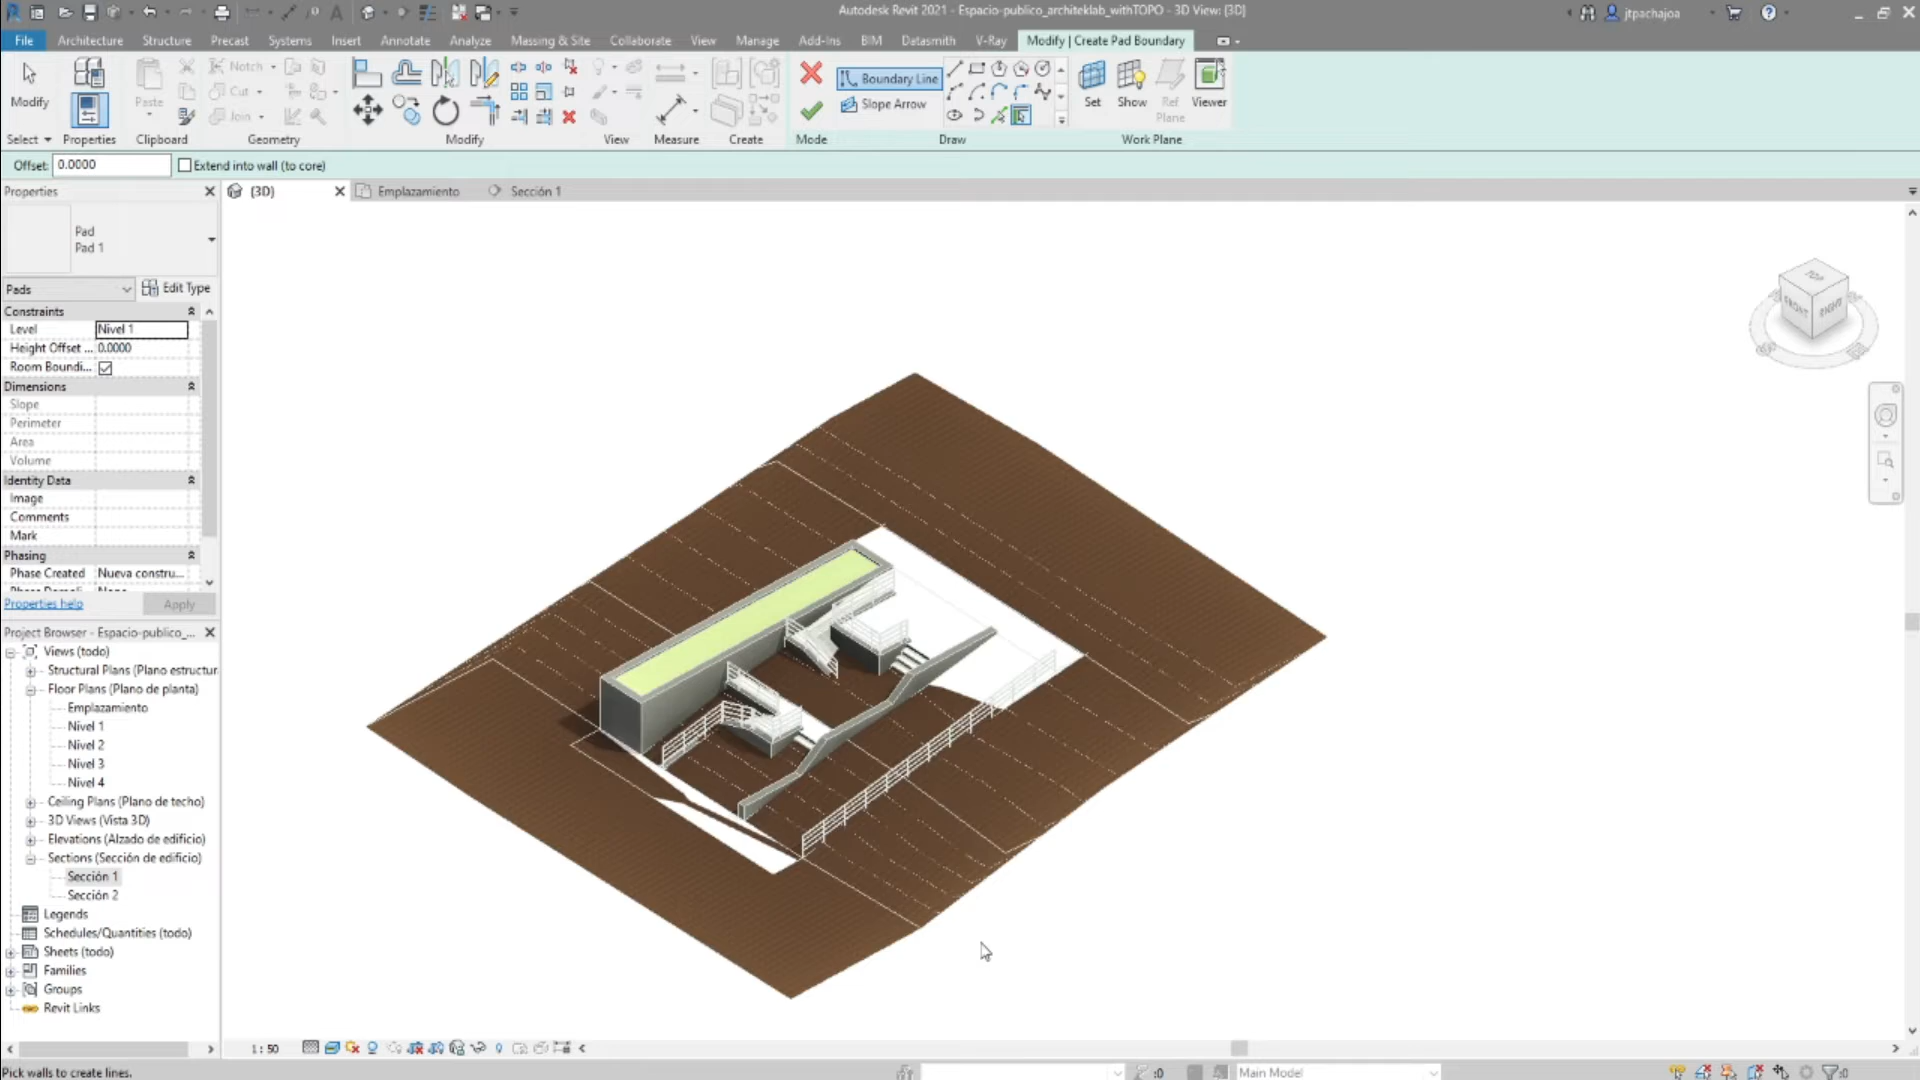 Autodesk Revit 2021 - Espacio-publico_architeklab_withTOPO - 3D View: {3D}
jtpachajoa
File
Architecture
Structure
Precast
Systems
Insert
Annotate
Analyze
Massing & Site
Collaborate
View
Manage
Add-Ins
BIM
Datasmith
V-Ray
Modify | Create Pad Boundary
Modify
Paste
Notch
Cut
Join
Boundary Line
Slope Arrow
Set
Show
Ref Plane
Viewer
Select
Properties
Clipboard
Geometry
Modify
View
Measure
Create
Mode
Draw
Work Plane
Offset: 0.0000
Extend into wall (to core)
Properties
{3D}
Emplazamiento
Sección 1
Pad
Pad 1
Pads
Edit Type
Constraints
Level Nivel 1
Height Offset ... 0.0000
Room Boundi...
Dimensions
Slope
Perimeter
Area
Volume
Identity Data
Image
Comments
Mark
Phasing
Phase Created Nueva constru...
Properties help
Apply
Project Browser - Espacio-publico_...
Views (todo)
Structural Plans (Plano estructur
Floor Plans (Plano de planta)
Emplazamiento
Nivel 1
Nivel 2
Nivel 3
Nivel 4
Ceiling Plans (Plano de techo)
3D Views (Vista 3D)
Elevations (Alzado de edificio)
Sections (Sección de edificio)
Sección 1
Sección 2
Legends
Schedules/Quantities (todo)
Sheets (todo)
Families
Groups
Revit Links
TOP
FRONT
RIGHT
1 : 50
Pick walls to create lines.
:0
Main Model
:0